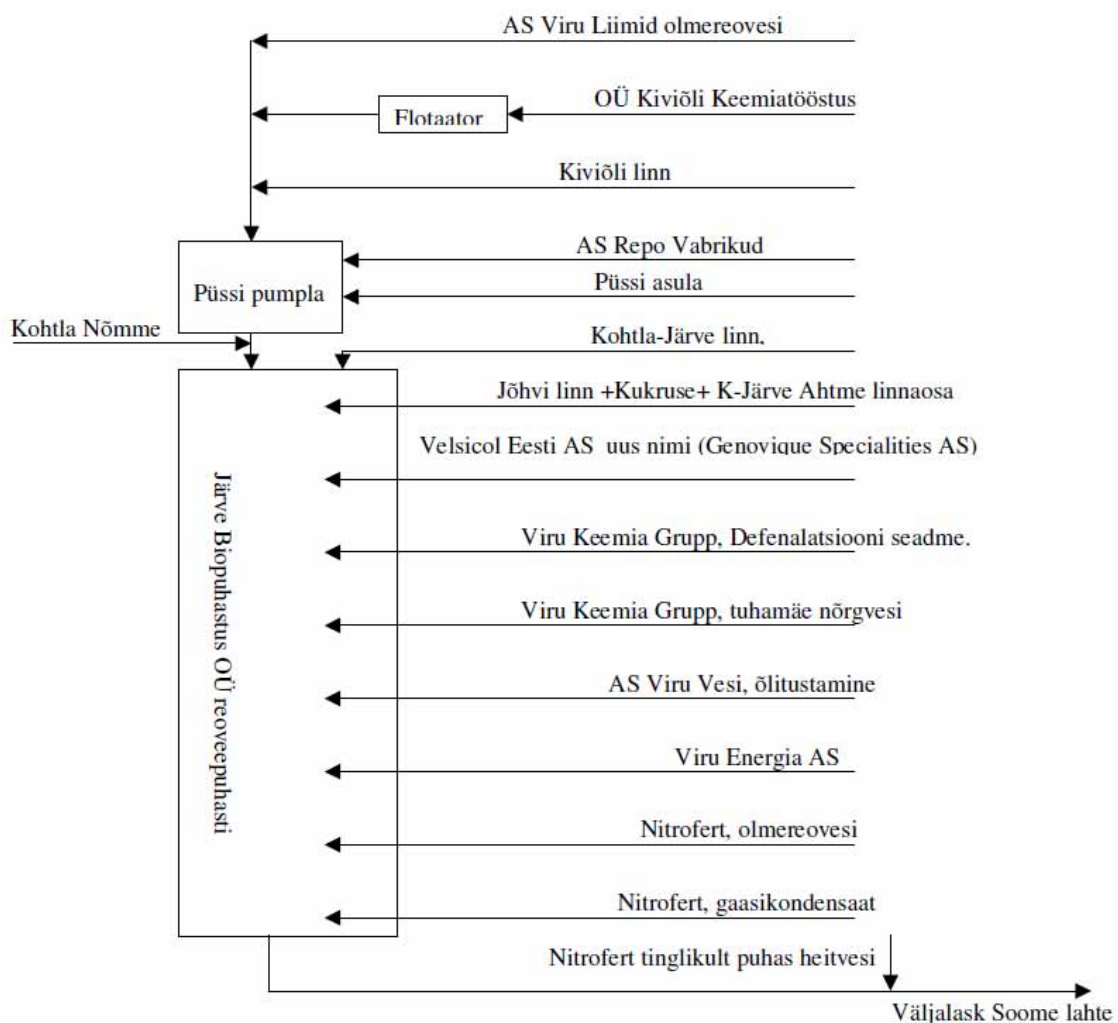 AS Viru Liimid olmereovesi
OÜ Kiviõli Keemiatööstus
Flotaator
Kiviõli linn
AS Repo Vabrikud
Püssi pumpla
Püssi asula
Kohtla Nõmme
Kohtla-Järve linn,
Jõhvi linn +Kukruse+ K-Järve Ahtme linnaosa
Velsicol Eesti AS uus nimi (Genovique Specialities AS)
Järve Biopuhastus OÜ reoveepuhasti
Viru Keemia Grupp, Defenalatsiooni seadme.
Viru Keemia Grupp, tuhamäe nõrgvesi
AS Viru Vesi, õlitustamine
Viru Energia AS
Nitrofert, olmereovesi
Nitrofert, gaasikondensaat
Nitrofert tinglikult puhas heitvesi
Väljalask Soome lahte